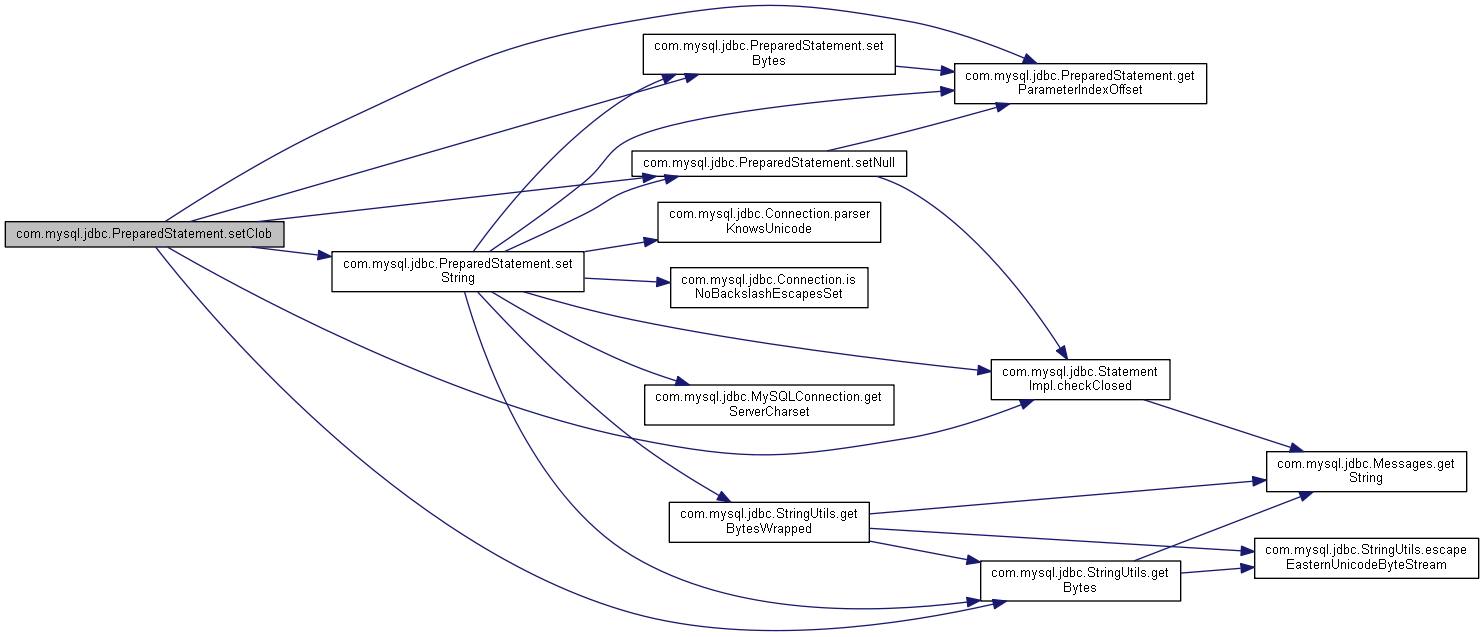 com.mysql.jdbc.PreparedStatement.setClob
com.mysql.jdbc.PreparedStatement.set
String
com.mysql.jdbc.PreparedStatement.set
Bytes
com.mysql.jdbc.PreparedStatement.get
ParameterIndexOffset
com.mysql.jdbc.PreparedStatement.setNull
com.mysql.jdbc.Connection.parser
KnowsUnicode
com.mysql.jdbc.Connection.is
NoBackslashEscapesSet
com.mysql.jdbc.Statement
Impl.checkClosed
com.mysql.jdbc.MySQLConnection.get
ServerCharset
com.mysql.jdbc.Messages.get
String
com.mysql.jdbc.StringUtils.get
BytesWrapped
com.mysql.jdbc.StringUtils.escape
EasternUnicodeByteStream
com.mysql.jdbc.StringUtils.get
Bytes